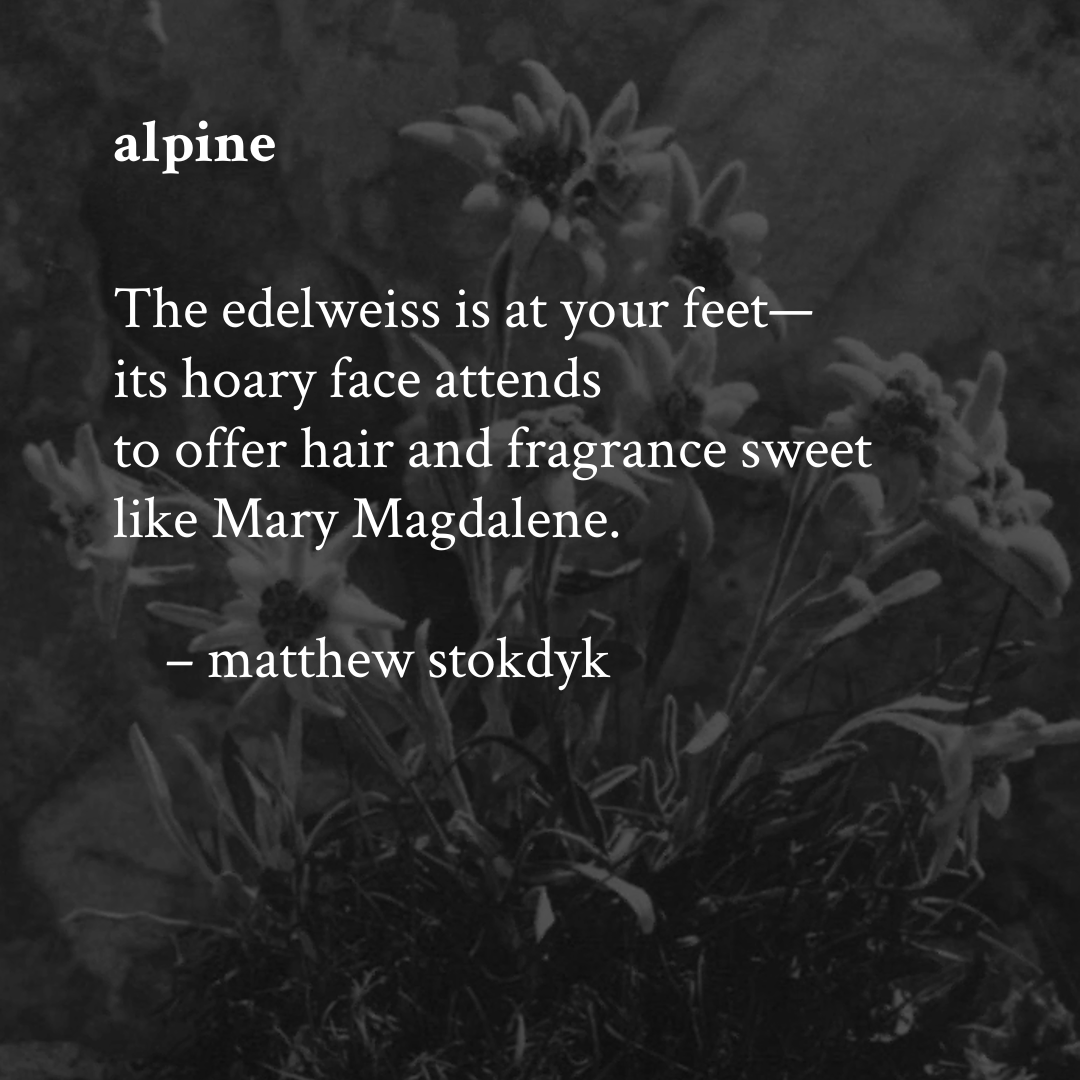 alpine
The edelweiss is at your feet—
its hoary face attends
to offer hair and fragrance sweet
like Mary Magdalene.
– matthew stokdyk